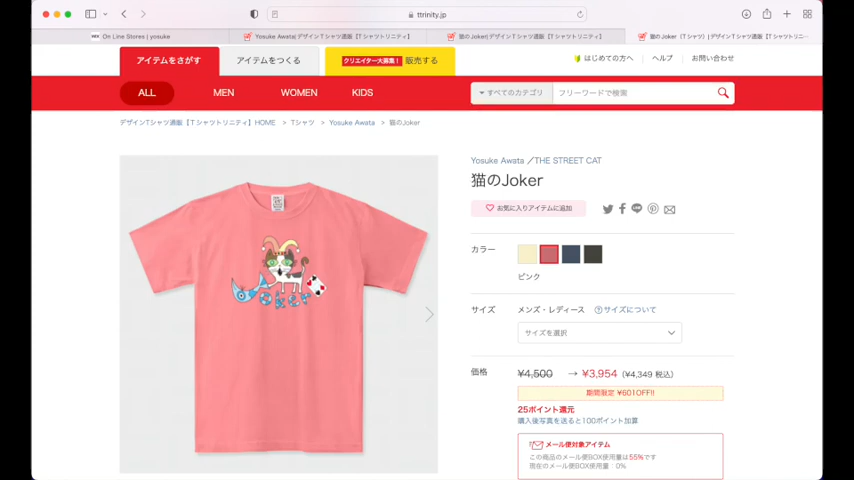 ttrinity.jp
On Line Stores | yosuke
Yosuke Awata|デザインTシャツ通販【Tシャツトリニティ】
猫のJoker|デザインTシャツ通販【Tシャツトリニティ】
猫のJoker（Tシャツ）|デザインTシャツ通販【Tシャツトリニ…
アイテムをさがす
アイテムをつくる
クリエイター大募集! 販売する
はじめての方へ
ヘルプ
お問い合わせ
ALL
MEN
WOMEN
KIDS
すべてのカテゴリ
フリーワードで検索
デザインTシャツ通販【Tシャツトリニティ】HOME > Tシャツ > Yosuke Awata > 猫のJoker
Yosuke Awata ／THE STREET CAT
猫のJoker
お気に入りアイテムに追加
カラー
ピンク
サイズ
メンズ・レディース
サイズについて
サイズを選択
価格
¥4,500 → ¥3,954 (¥4,349 税込)
期間限定 ¥601OFF!!
25ポイント還元
購入後写真を送ると100ポイント加算
メール便対象アイテム
この商品のメール便BOX使用量は55%です
現在のメール便BOX使用量：0%
Joker